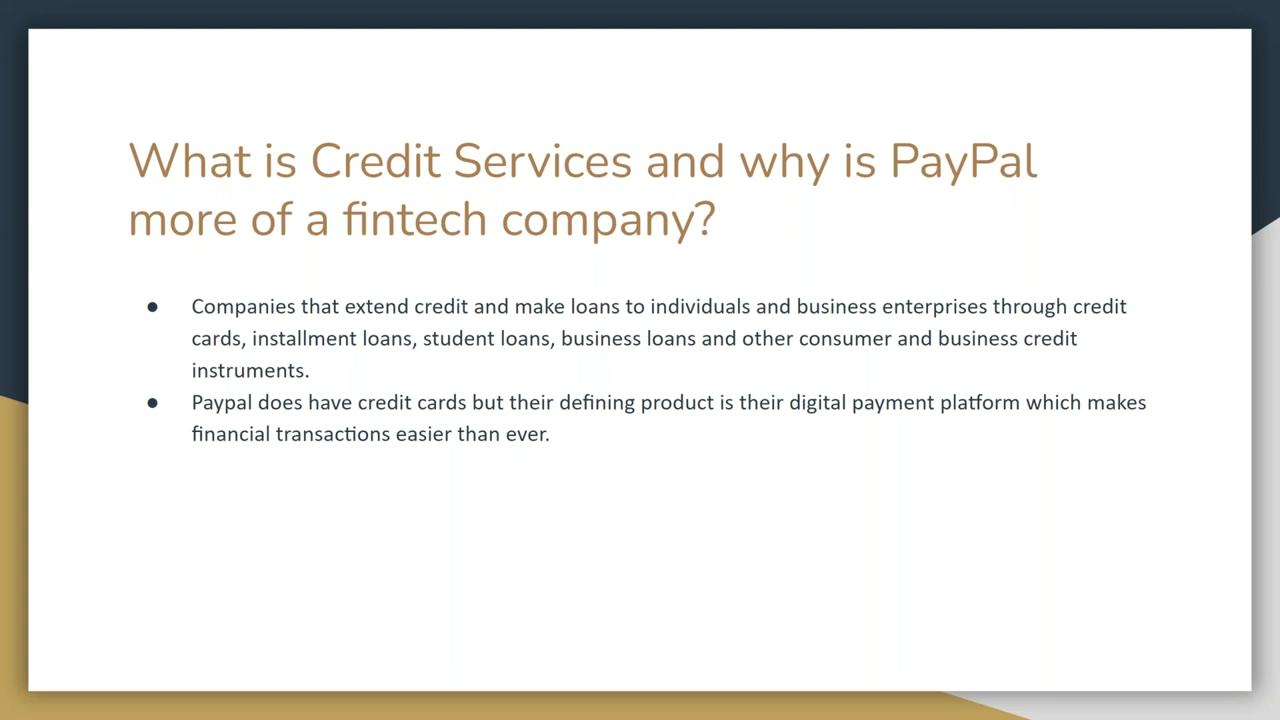 What is Credit Services and why is PayPal
more of a fintech company?
● Companies that extend credit and make loans to individuals and business enterprises through credit
cards, installment loans, student loans, business loans and other consumer and business credit
instruments.
● Paypal does have credit cards but their defining product is their digital payment platform which makes
financial transactions easier than ever.